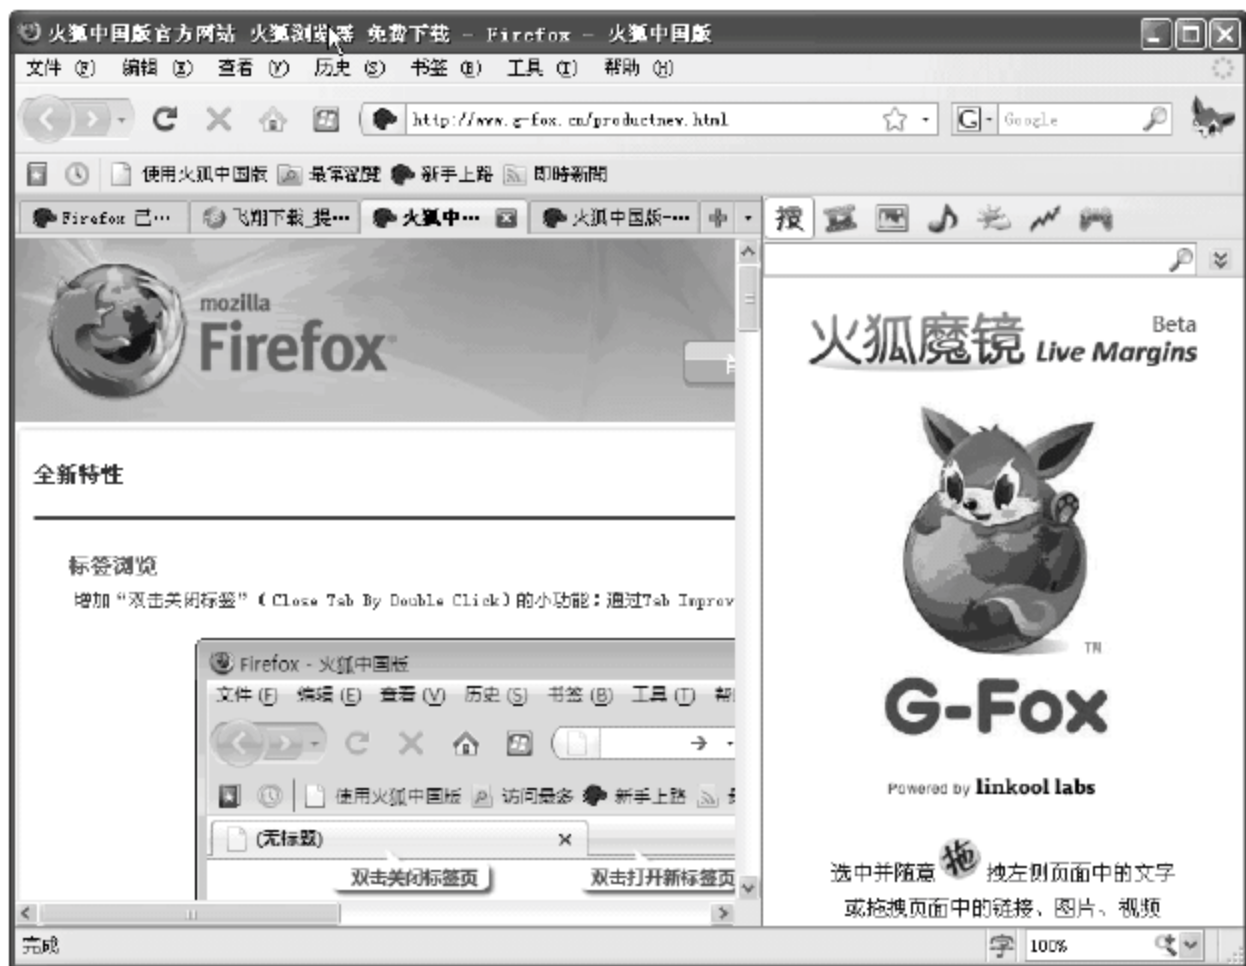 火狐中国版官方网站 火狐浏览器 免费下载 - Firefox - 火狐中国版
文件 (F) 编辑 (E) 查看 (V) 历史 (S) 书签 (B) 工具 (T) 帮助 (H)
http://www.g-fox.cn/productnew.html
G Google
使用火狐中国版 最常浏览 新手上路 即時新聞
Firefox 已… 飞翔下载_提… 火狐中… 火狐中国版-…
搜
mozilla
Firefox
全新特性
标签浏览
增加“双击关闭标签”(Close Tab By Double Click)的小功能;通过Tab Improv
Firefox - 火狐中国版
文件 (F) 编辑 (E) 查看 (V) 历史 (S) 书签 (B) 工具 (T) 帮
使用火狐中国版 访问最多 新手上路
(无标题)
双击关闭标签页
双击打开新标签页
火狐魔镜 Live Margins Beta
TM
G-Fox
Powered by linkool labs
选中并随意 拖 拽左侧页面中的文字
或拖拽页面中的链接、图片、视频
完成
字 100%